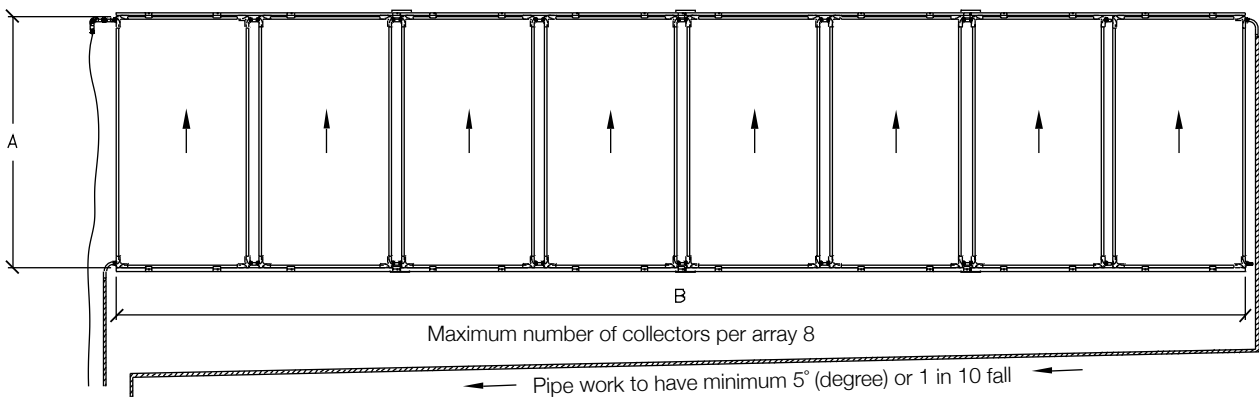 A
B
Maximum number of collectors per array 8
Pipe work to have minimum 5° (degree) or 1 in 10 fall